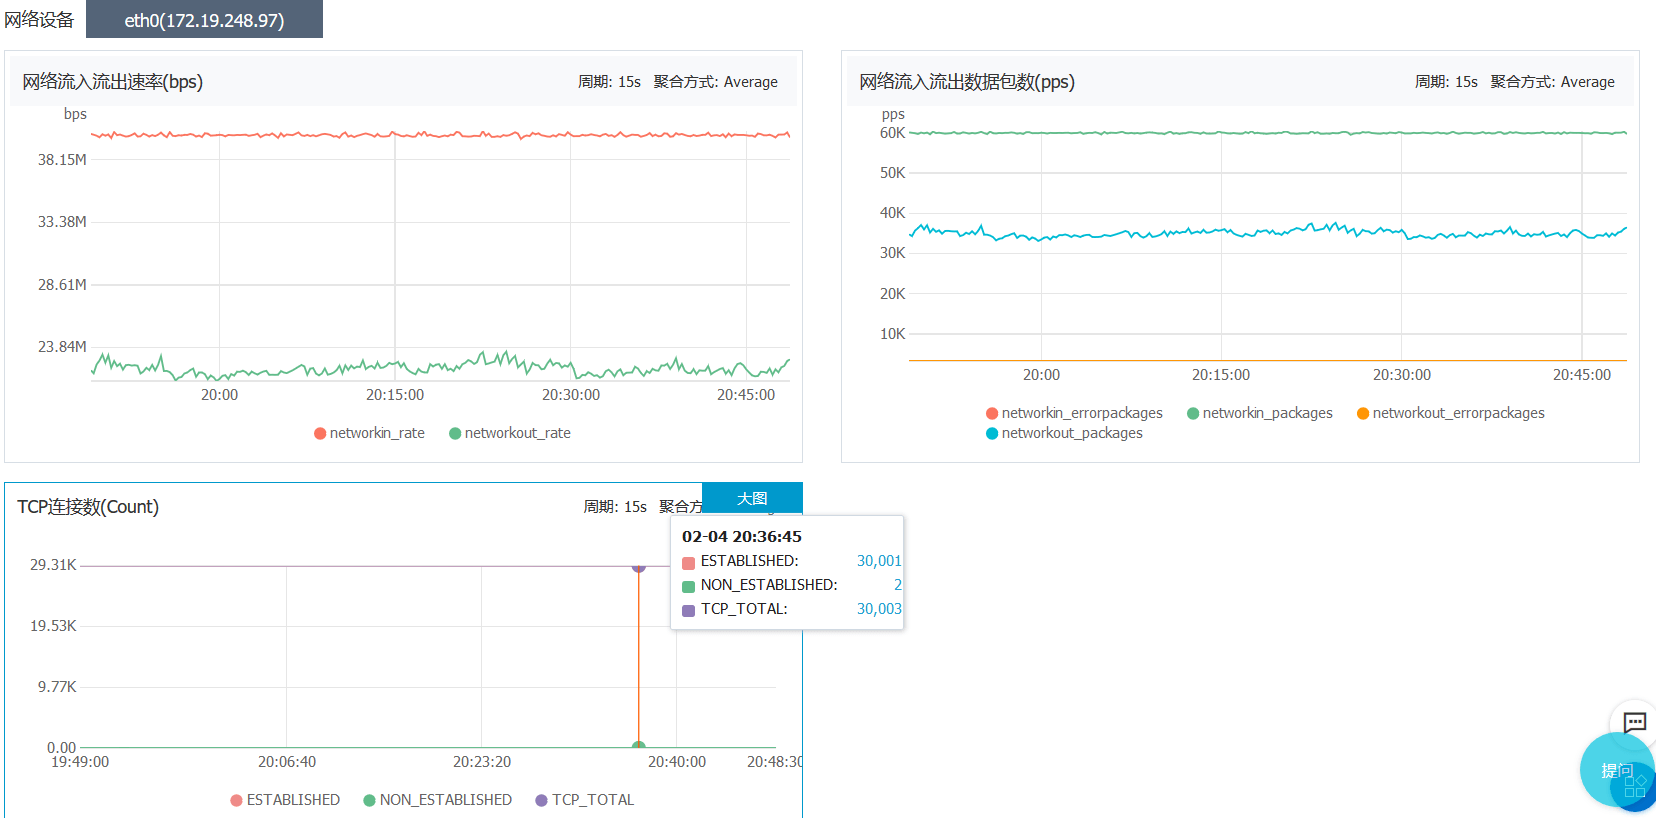 网络设备 eth0(172.19.248.97)
网络流入流出速率(bps) 周期: 15s 聚合方式: Average
bps
38.15M
33.38M
28.61M
23.84M
20:00 20:15:00 20:30:00 20:45:00
networkin_rate networkout_rate
网络流入流出数据包数(pps) 周期: 15s 聚合方式: Average
pps
60K
50K
40K
30K
20K
10K
20:00 20:15:00 20:30:00 20:45:00
networkin_errorpackages networkin_packages networkout_errorpackages
networkout_packages
TCP连接数(Count) 周期: 15s 聚合方 大图
02-04 20:36:45
ESTABLISHED: 30,001
NON_ESTABLISHED: 2
TCP_TOTAL: 30,003
29.31K
19.53K
9.77K
0.00
19:49:00 20:06:40 20:23:20 20:40:00 20:48:30
ESTABLISHED NON_ESTABLISHED TCP_TOTAL
提问